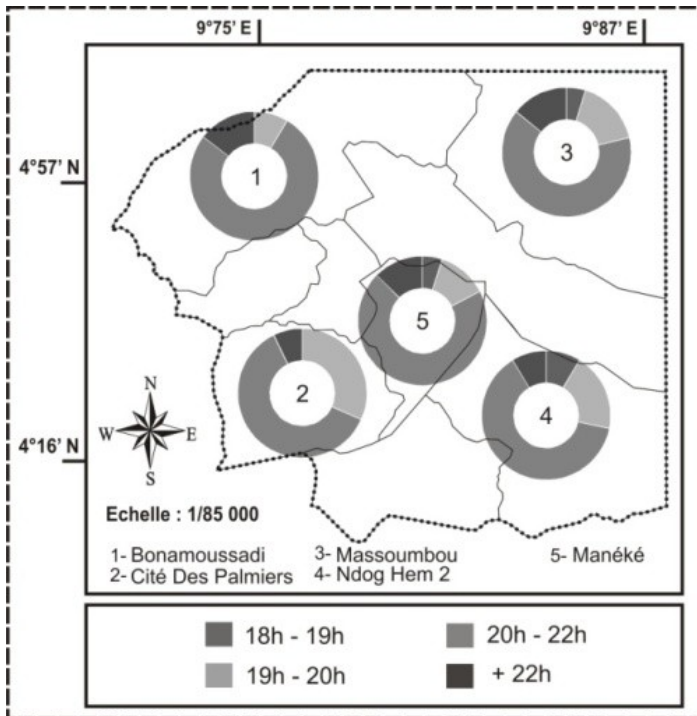 9°75' E
9°87' E
4°57' N
1
3
5
2
4
N
W E
S
4°16' N
Echelle : 1/85 000
1- Bonamoussadi
2- Cité Des Palmiers
3- Massoumbou
4- Ndog Hem 2
5- Manéké
18h - 19h
20h - 22h
19h - 20h
+ 22h